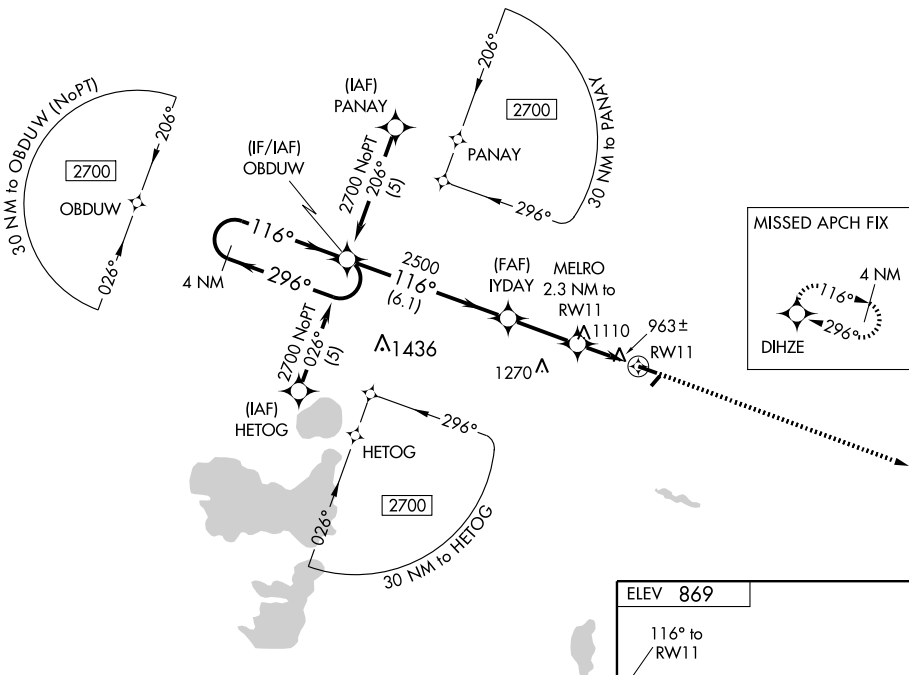 30 NM to OBDUW (NoPT)
206°
2700
OBDUW
026°
(IAF)
PANAY
(IF/IAF)
OBDUW
2700 NoPT
206°
(5)
206°
2700
PANAY
296°
30 NM to PANAY
116°
296°
4 NM
2500
116°
(6.1)
(FAF)
IYDAY
MELRO
2.3 NM to
RW11
1110
963±
RW11
1270
1436
2700 NoPT
026°
(5)
(IAF)
HETOG
296°
HETOG
026°
2700
30 NM to HETOG
MISSED APCH FIX
4 NM
116°
296°
DIHZE
ELEV 869
116° to
RW11